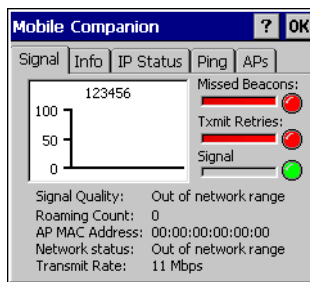 Mobile Companion ? OK
Signal Info IP Status Ping APs
123456
100
50
0
Missed Beacons:
Txmit Retries:
Signal
Signal Quality: Out of network range
Roaming Count: 0
AP MAC Address: 00:00:00:00:00:00
Network status: Out of network range
Transmit Rate: 11 Mbps